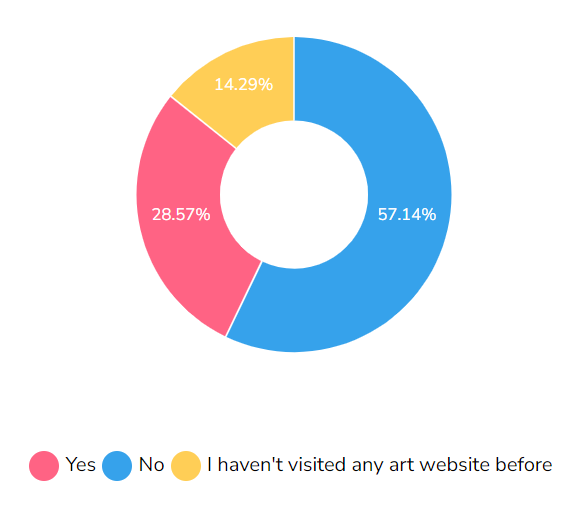 14.29%
28.57%
57.14%
Yes No I haven't visited any art website before